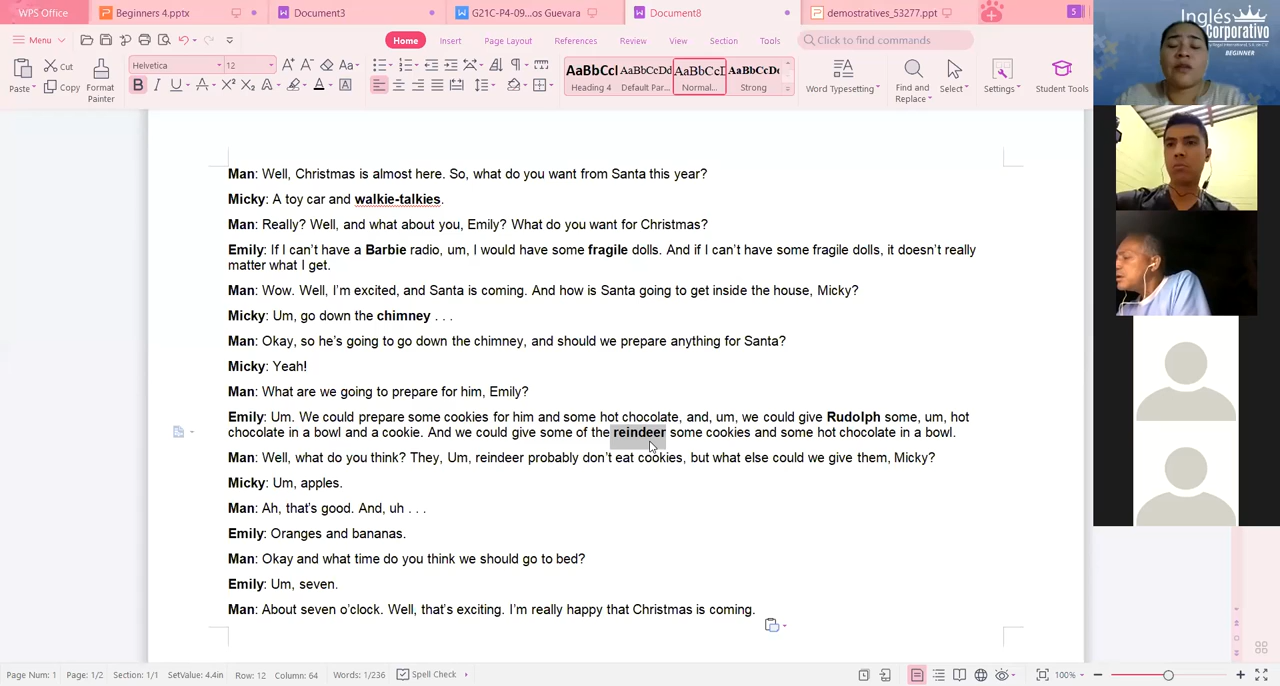 WPS Office
Beginners 4.pptx
Document3
G21C-P4-09...os Guevara
Document8
demostratives_53277.ppt
S
Menu
Home
Insert
Page Layout
References
Review
View
Section
Tools
Click to find commands
Paste
Cut
Copy
Format
Painter
Helvetica
12
AaBbCcl
Heading 4
AaBbCcDd
Default Par...
AaBbCcD
Normal
AaBbCcDc
Strong
Word Typesetting
Find and
Replace
Select
Settings
Student Tools
Inglés
Corporativo
BEGINNER
Man: Well, Christmas is almost here. So, what do you want from Santa this year?
Micky: A toy car and walkie-talkies.
Man: Really? Well, and what about you, Emily? What do you want for Christmas?
Emily: If I can’t have a Barbie radio, um, I would have some fragile dolls. And if I can’t have some fragile dolls, it doesn’t really
matter what I get.
Man: Wow. Well, I’m excited, and Santa is coming. And how is Santa going to get inside the house, Micky?
Micky: Um, go down the chimney . . .
Man: Okay, so he’s going to go down the chimney, and should we prepare anything for Santa?
Micky: Yeah!
Man: What are we going to prepare for him, Emily?
Emily: Um. We could prepare some cookies for him and some hot chocolate, and, um, we could give Rudolph some, um, hot
chocolate in a bowl and a cookie. And we could give some of the reindeer some cookies and some hot chocolate in a bowl.
Man: Well, what do you think? They, Um, reindeer probably don’t eat cookies, but what else could we give them, Micky?
Micky: Um, apples.
Man: Ah, that’s good. And, uh . . .
Emily: Oranges and bananas.
Man: Okay and what time do you think we should go to bed?
Emily: Um, seven.
Man: About seven o’clock. Well, that’s exciting. I’m really happy that Christmas is coming.
Page Num: 1
Page: 1/2
Section: 1/1
SetValue: 4.4in
Row: 12
Column: 64
Words: 1/236
Spell Check
100%